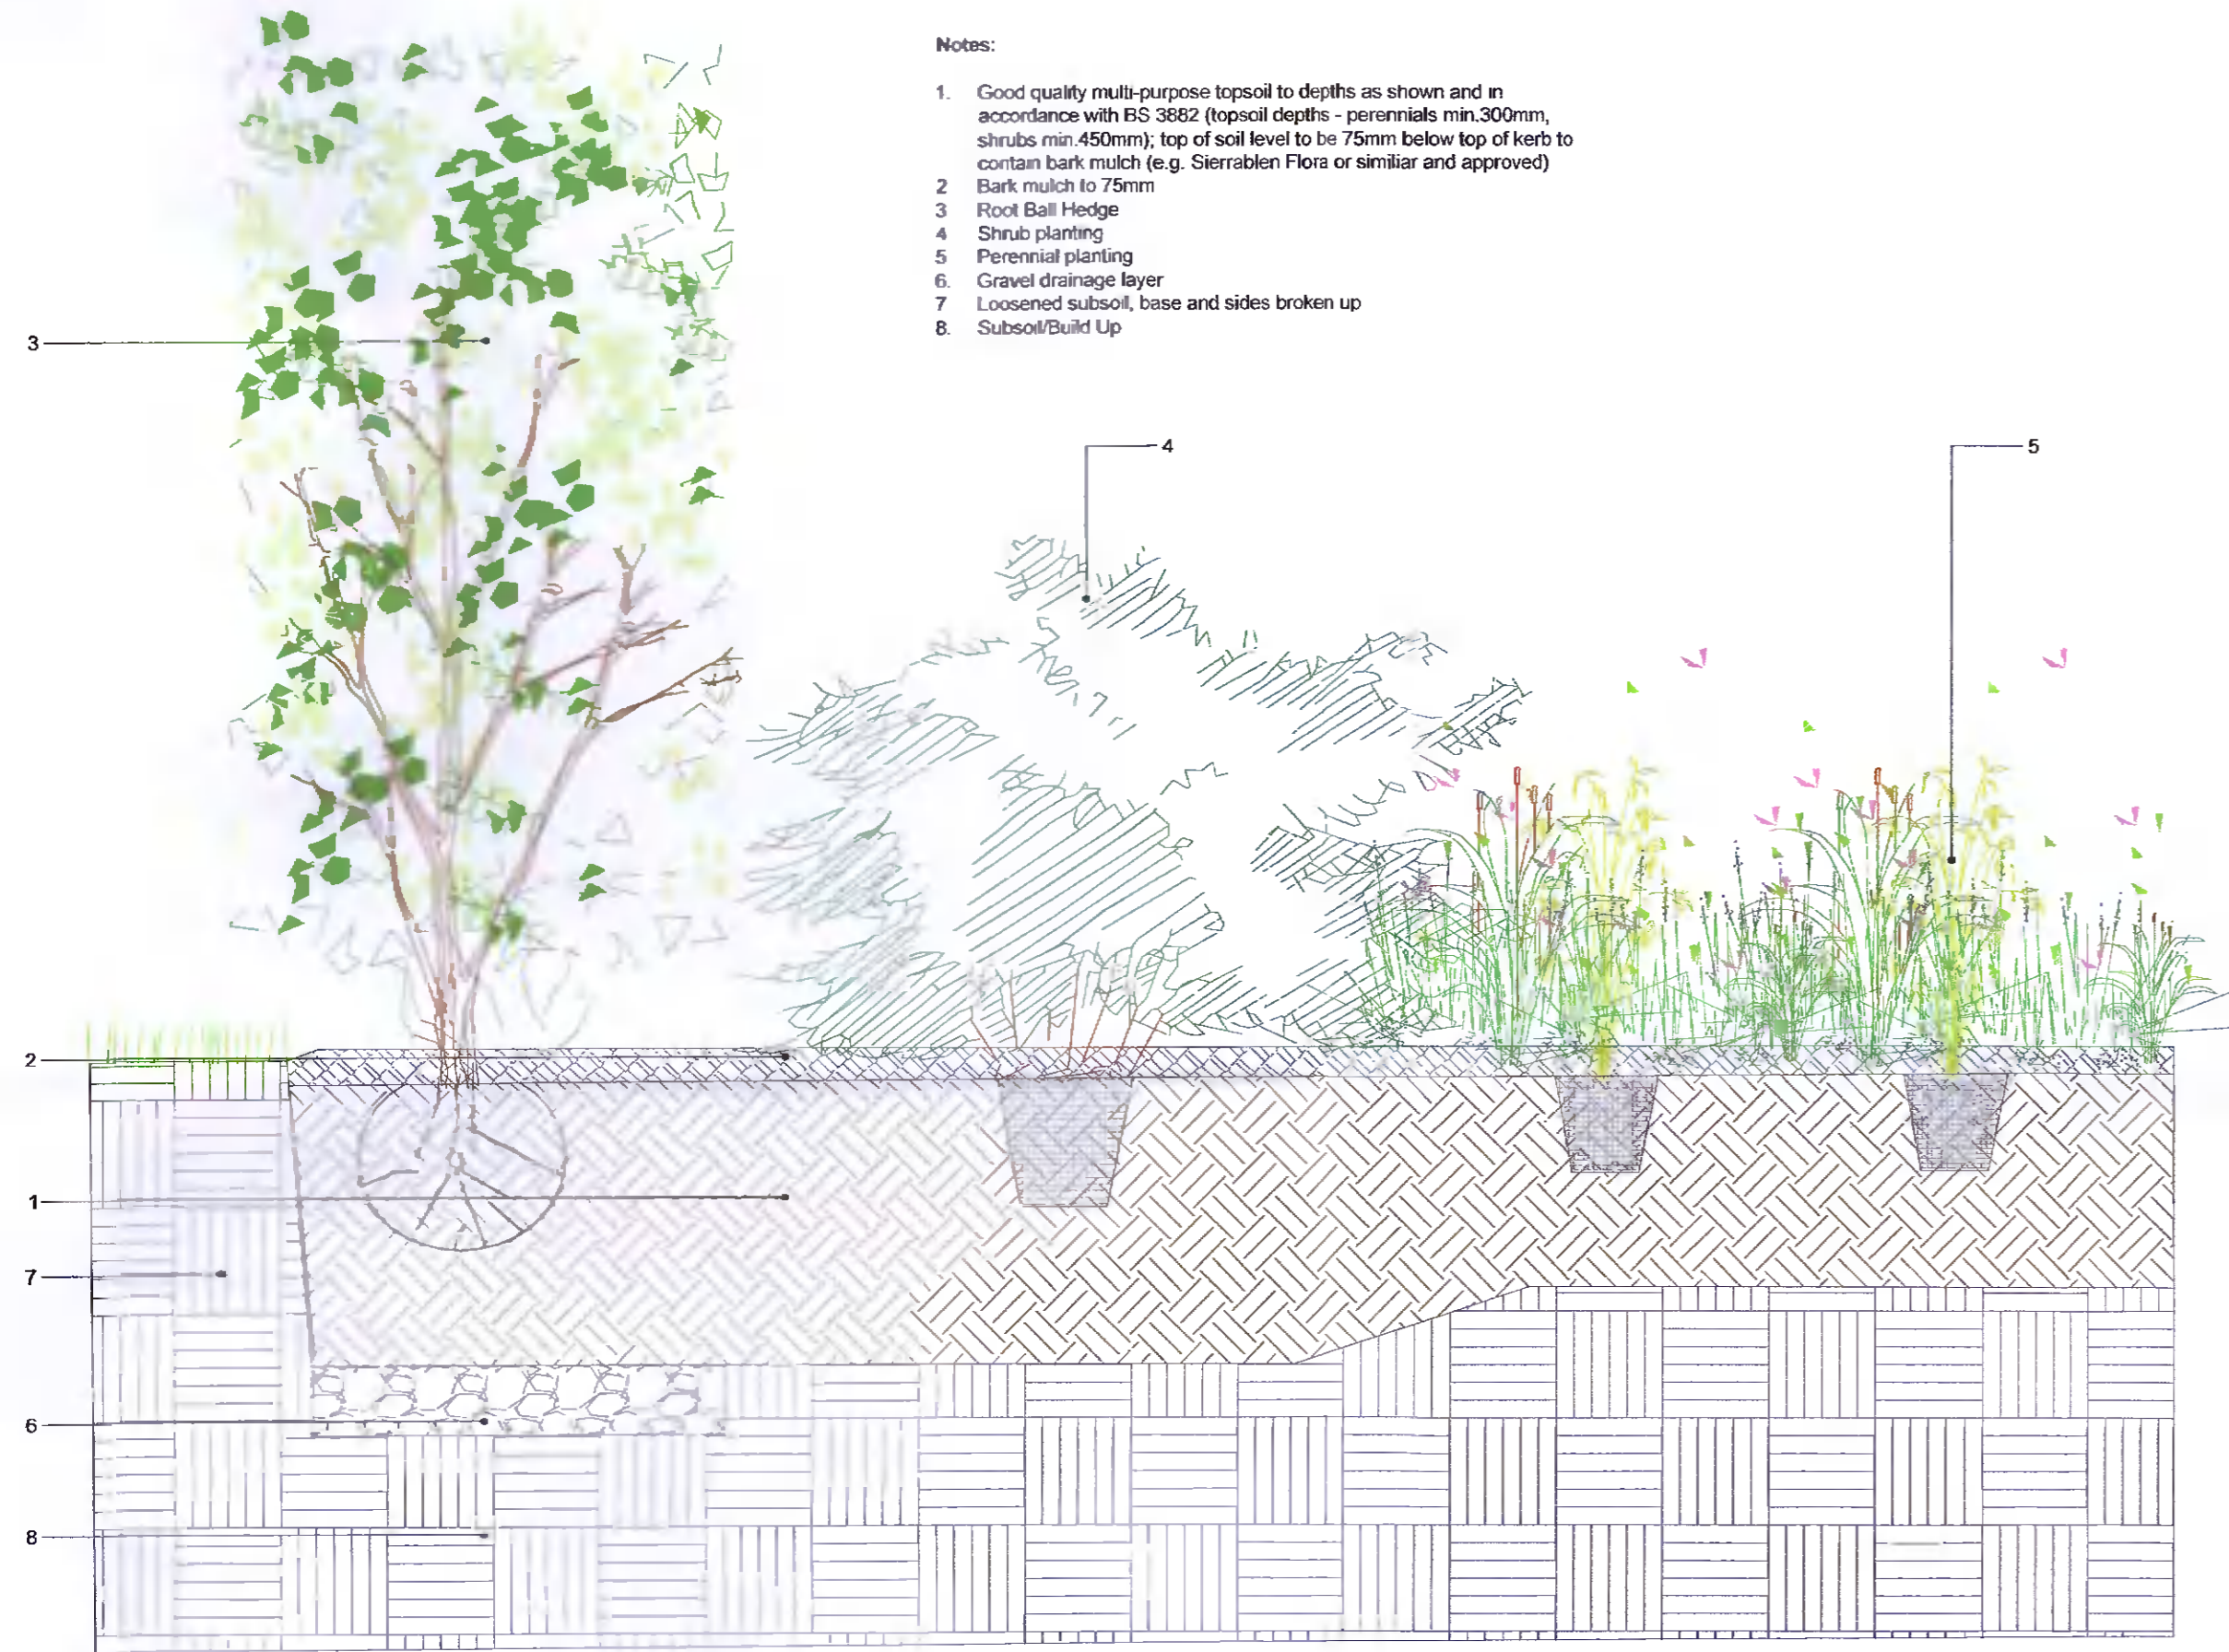 Notes:
1. Good quality multi-purpose topsoil to depths as shown and in
accordance with BS 3882 (topsoil depths - perennials min.300mm,
shrubs min.450mm); top of soil level to be 75mm below top of kerb to
contain bark mulch (e.g. Sierrablen Flora or similiar and approved)
2 Bark mulch to 75mm
3 Root Ball Hedge
4 Shrub planting
5 Perennial planting
6. Gravel drainage layer
7 Loosened subsoil, base and sides broken up
8. Subsoil/Build Up
3
4
5
2
1
7
6
8